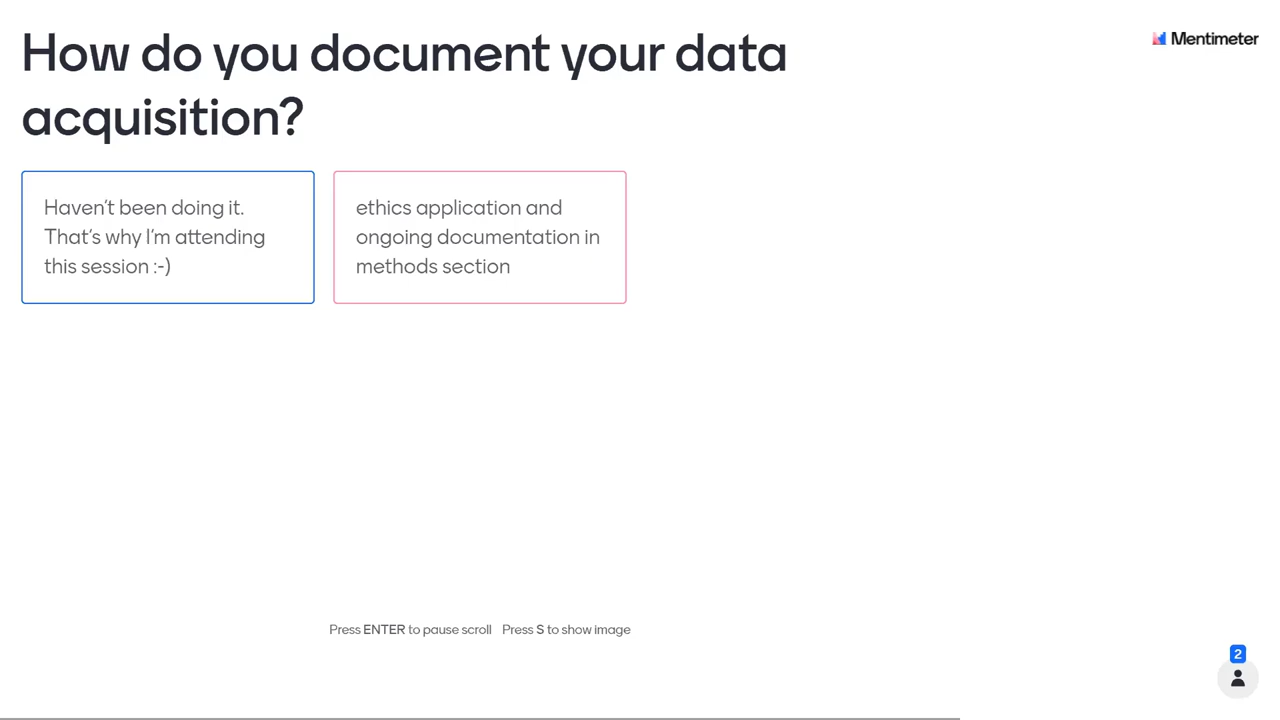 How do you document your data
acquisition?
Mentimeter
Haven't been doing it.
That's why I'm attending
this session :-)
ethics application and
ongoing documentation in
methods section
Press ENTER to pause scroll Press S to show image
2